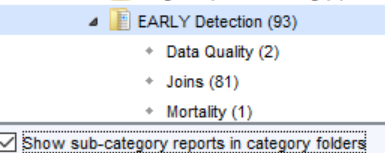 EARLY Detection (93)
Data Quality (2)
Joins (81)
Mortality (1)
Show sub-category reports in category folders